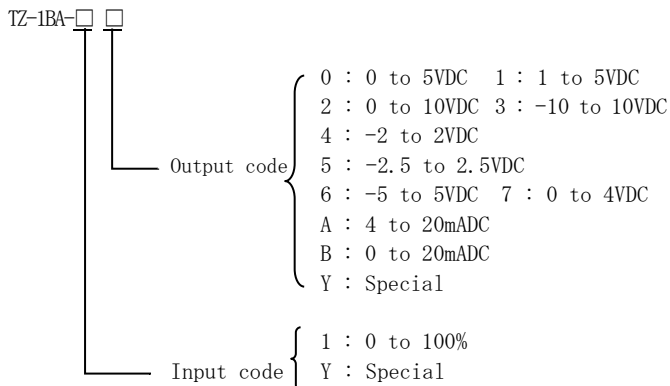 TZ-1BA-□ □
0 : 0 to 5VDC 1 : 1 to 5VDC
2 : 0 to 10VDC 3 : -10 to 10VDC
4 : -2 to 2VDC
Output code 5 : -2.5 to 2.5VDC
6 : -5 to 5VDC 7 : 0 to 4VDC
A : 4 to 20mADC
B : 0 to 20mADC
Y : Special
1 : 0 to 100%
Input code Y : Special